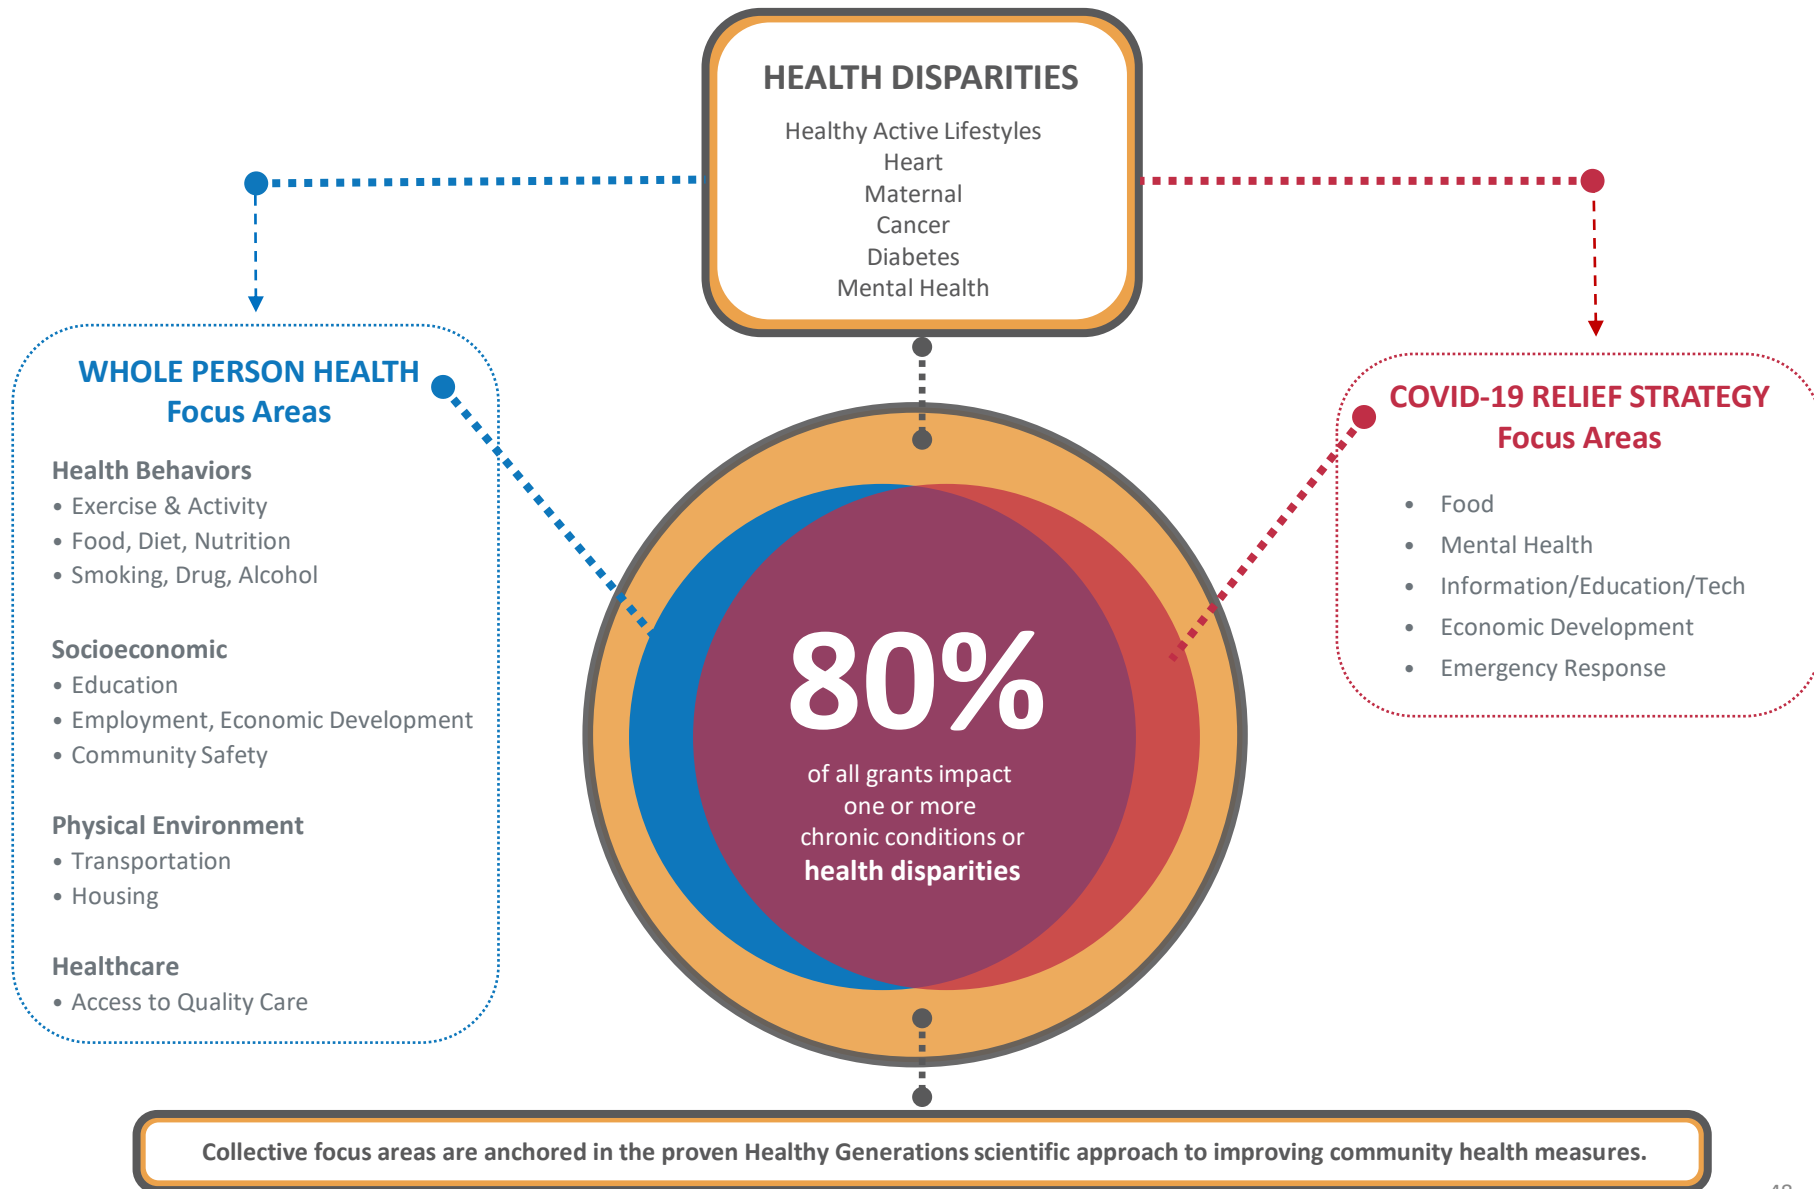 HEALTH DISPARITIES
Healthy Active Lifestyles
Heart
Maternal
Cancer
Diabetes
Mental Health
WHOLE PERSON HEALTH
Focus Areas
Health Behaviors
• Exercise & Activity
• Food, Diet, Nutrition
• Smoking, Drug, Alcohol
Socioeconomic
• Education
• Employment, Economic Development
• Community Safety
Physical Environment
• Transportation
• Housing
Healthcare
• Access to Quality Care
80%
of all grants impact
one or more
chronic conditions or
health disparities
COVID-19 RELIEF STRATEGY
Focus Areas
• Food
• Mental Health
• Information/Education/Tech
• Economic Development
• Emergency Response
Collective focus areas are anchored in the proven Healthy Generations scientific approach to improving community health measures.